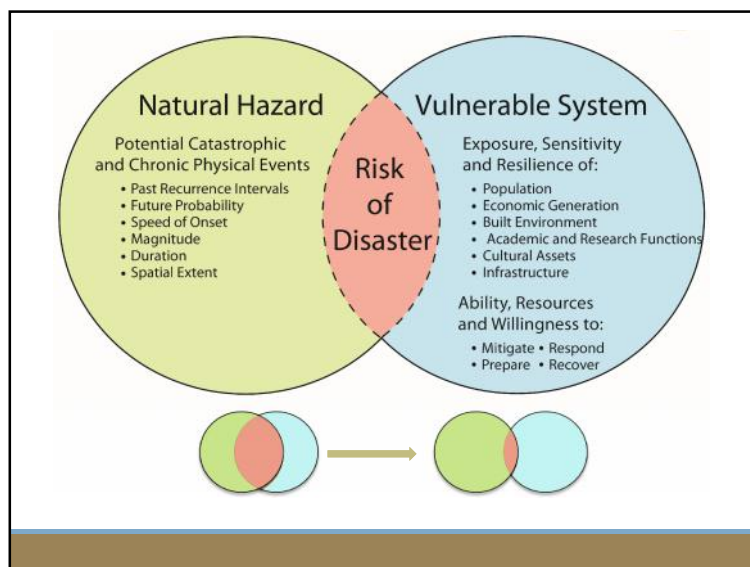 Natural Hazard
Potential Catastrophic
and Chronic Physical Events
• Past Recurrence Intervals
• Future Probability
• Speed of Onset
• Magnitude
• Duration
• Spatial Extent
Risk
of
Disaster
Vulnerable System
Exposure, Sensitivity
and Resilience of:
• Population
• Economic Generation
• Built Environment
• Academic and Research Functions
• Cultural Assets
• Infrastructure
Ability, Resources
and Willingness to:
• Mitigate • Respond
• Prepare • Recover